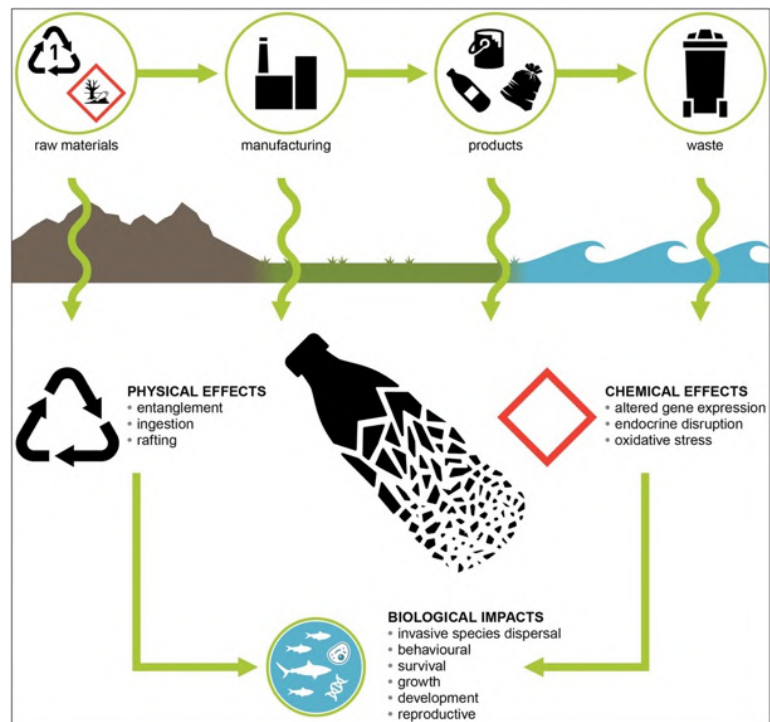 1
raw materials
manufacturing
products
waste
PHYSICAL EFFECTS
• entanglement
• ingestion
• rafting
CHEMICAL EFFECTS
• altered gene expression
• endocrine disruption
• oxidative stress
BIOLOGICAL IMPACTS
• invasive species dispersal
• behavioural
• survival
• growth
• development
• reproductive